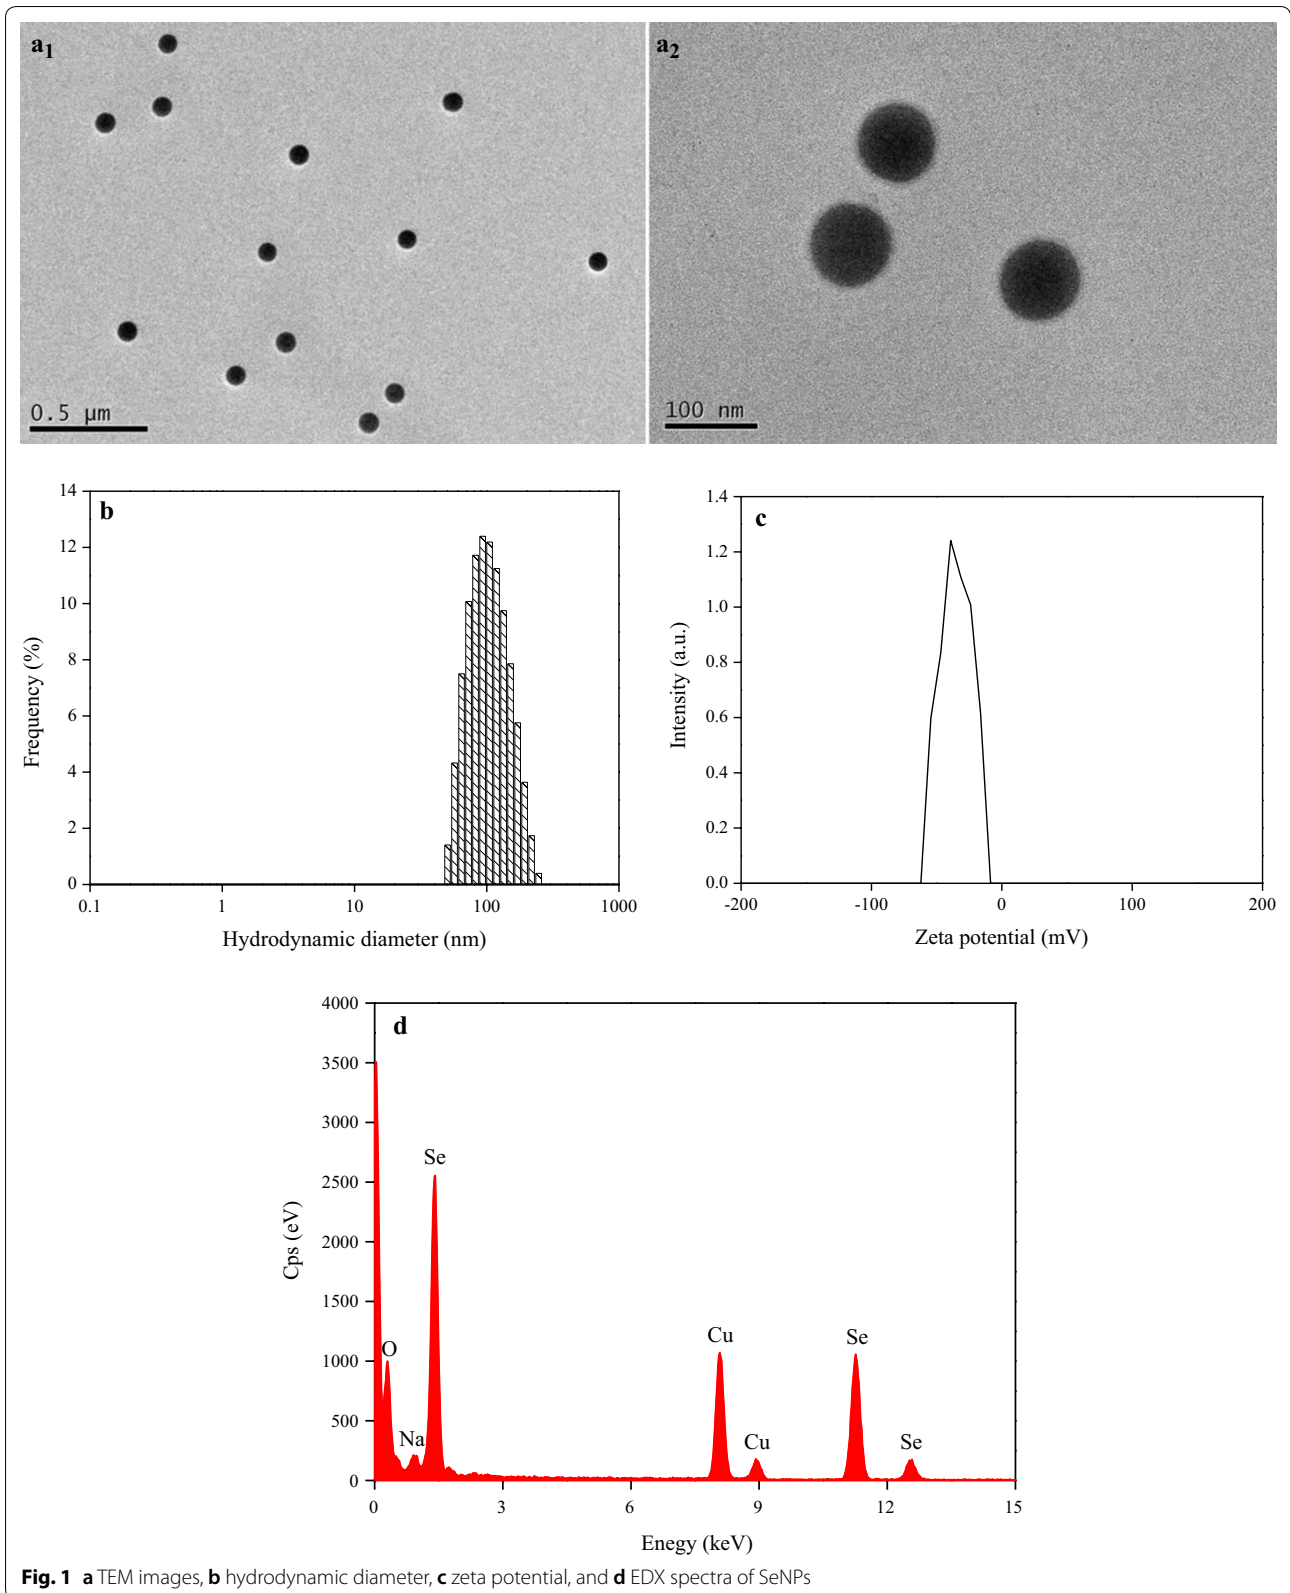 a1
0.5 µm
a2
100 nm
b
14
12
10
8
6
4
2
0
Frequency (%)
0.1 1 10 100 1000
Hydrodynamic diameter (nm)
c
1.4
1.2
1.0
0.8
0.6
0.4
0.2
0.0
Intensity (a.u.)
-200 -100 0 100 200
Zeta potential (mV)
d
4000
3500
3000
2500
2000
1500
1000
500
0
Cps (eV)
O
Na
Se
Cu
Cu
Se
Se
0 3 6 9 12 15
Enegy (keV)
Fig. 1 a TEM images, b hydrodynamic diameter, c zeta potential, and d EDX spectra of SeNPs